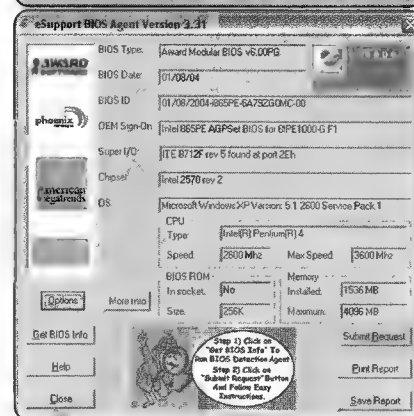 eSupport BIOS Agent Version 3.31
AWARD
BIOS Type: Award Modular BIOS v6.00PG
BIOS Date: 01/08/04
BIOS ID 01/08/2004-i865PE-6A79ZG0MC-00
phoenix
OEM Sign-On Intel 865PE AGPSet BIOS for 8IPE1000-G F1
Super I/O: ITE 8712F rev 5 found at port 2Eh
Chipset Intel 2570 rev 2
American Megatrends
OS: Microsoft Windows XP Version: 5.1 2600 Service Pack 1
CPU
Type: Intel(R) Pentium(R) 4
Speed 2600 Mhz Max Speed: 3600 Mhz
BIOS ROM
In socket: No
Size: 256K
Memory
Installed: 1536 MB
Maximum: 4096 MB
Options
More Info
Get BIOS Info
Help
Close
Step 1) Click on
"Get BIOS Info" To
Run BIOS Detection Agent
Step 2) Click on
"Submit Request" Button
And Follow Easy
Instructions.
Submit Request
Print Report
Save Report